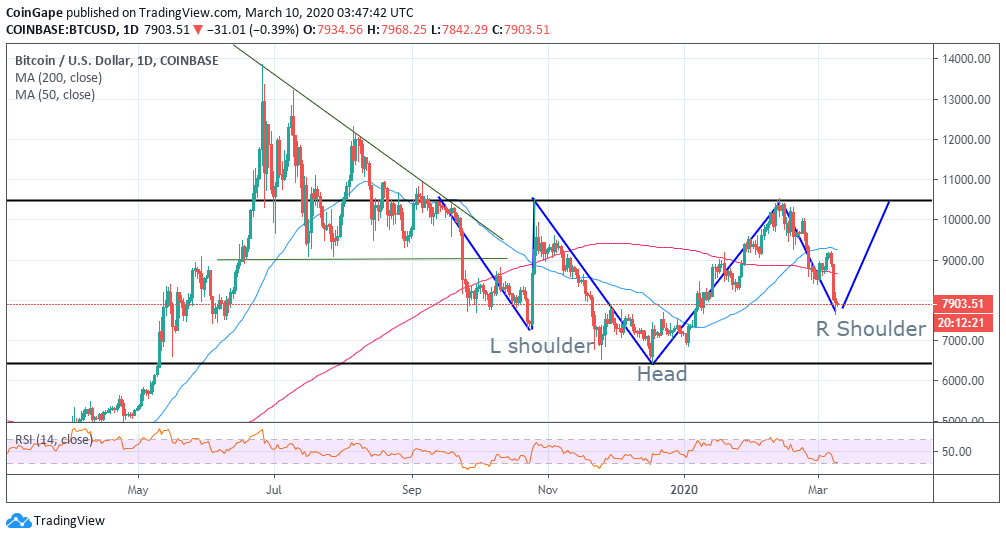 CoinGape published on TradingView.com, March 10, 2020 03:47:42 UTC
COINBASE:BTCUSD, 1D 7903.51 ▼ −31.01 (−0.39%) O:7934.56 H:7968.25 L:7842.29 C:7903.51
Bitcoin / U.S. Dollar, 1D, COINBASE
MA (200, close)
MA (50, close)
14000.00
13000.00
12000.00
11000.00
10000.00
9000.00
7903.51
20:12:21
7000.00
6000.00
5000.00
L shoulder
Head
R Shoulder
RSI (14, close)
50.00
May Jul Sep Nov 2020 Mar
TradingView